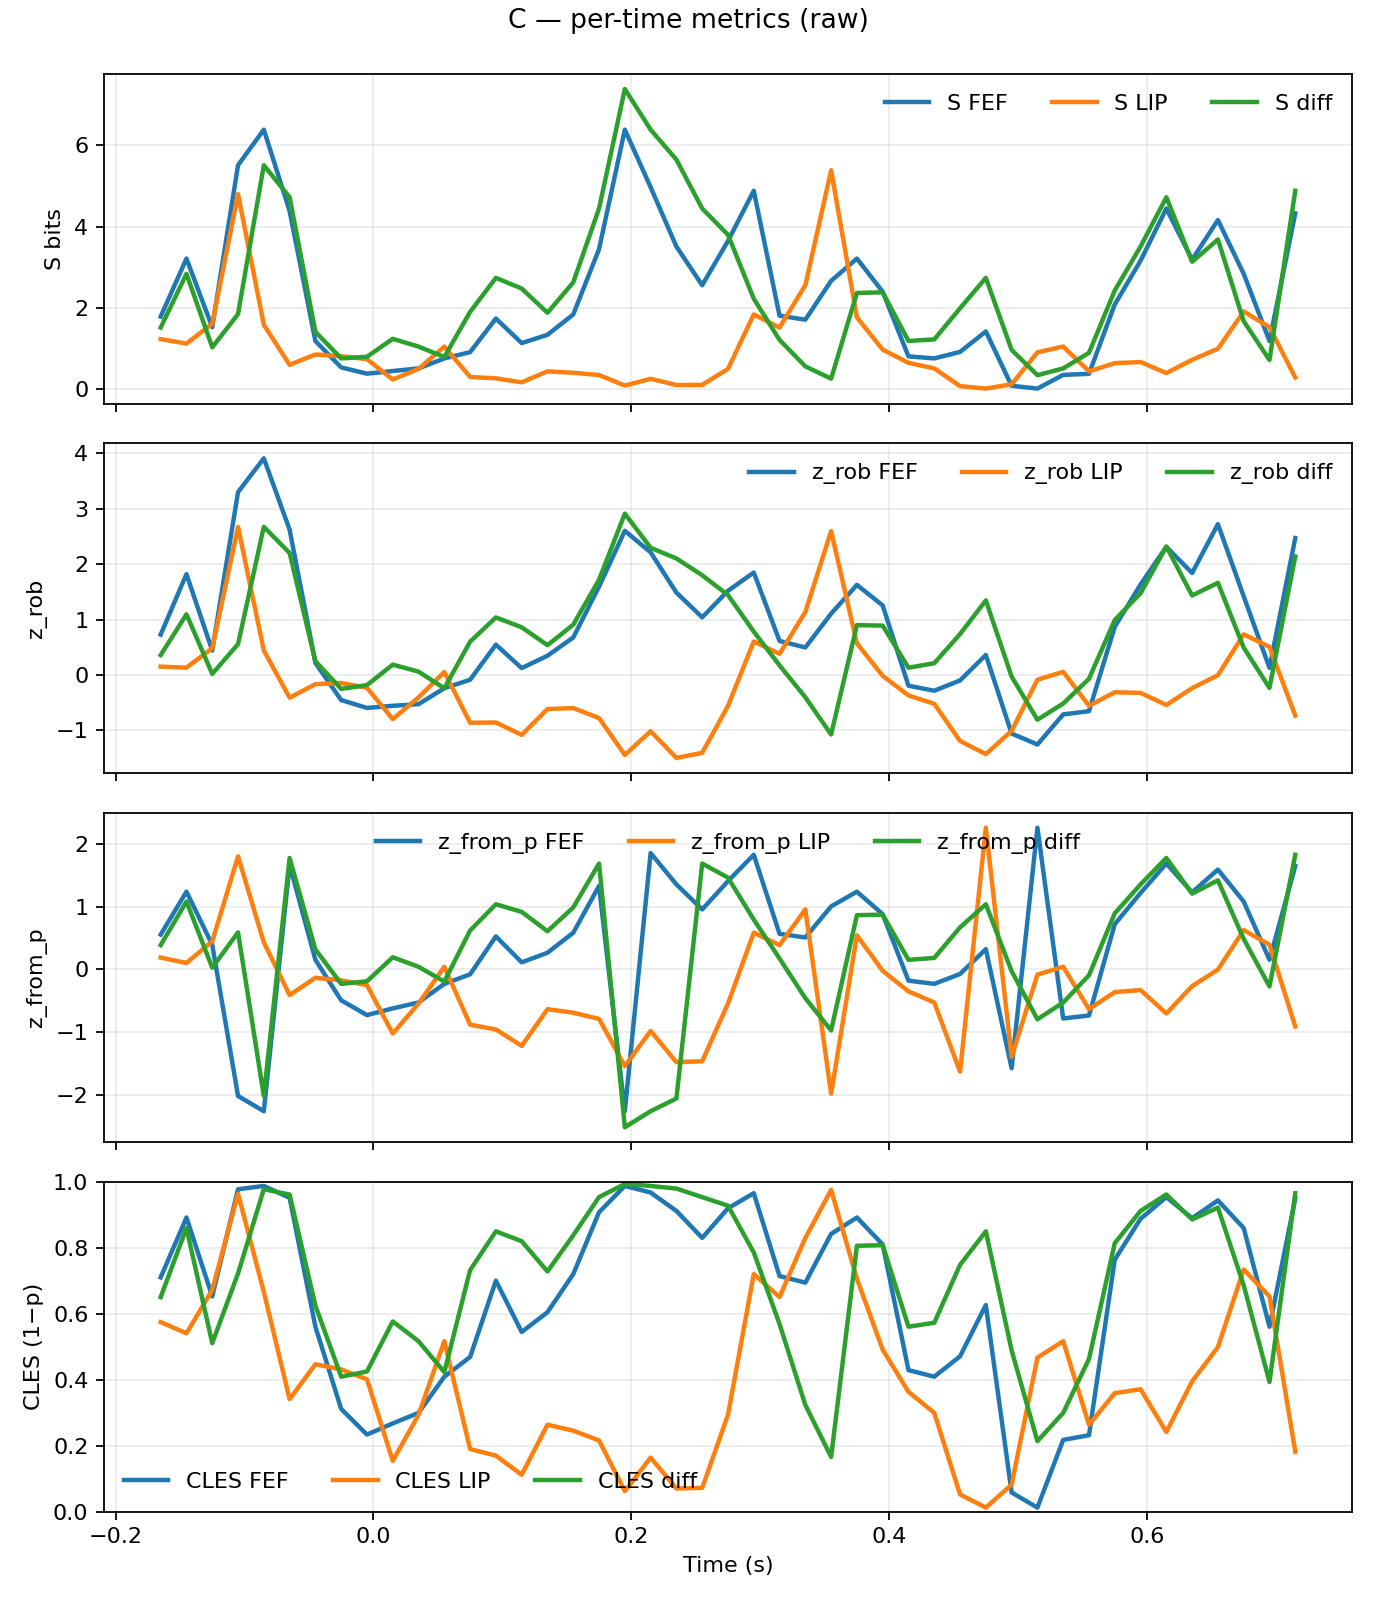 C — per-time metrics (raw)
S FEF S LIP S diff
6
4
2
0
S bits
z_rob FEF z_rob LIP z_rob diff
4
3
2
1
0
−1
z_rob
z_from_p FEF z_from_p LIP z_from_p diff
2
1
0
−1
−2
z_from_p
1.0
0.8
0.6
0.4
0.2
0.0
CLES (1−p)
CLES FEF CLES LIP CLES diff
−0.2 0.0 0.2 0.4 0.6
Time (s)